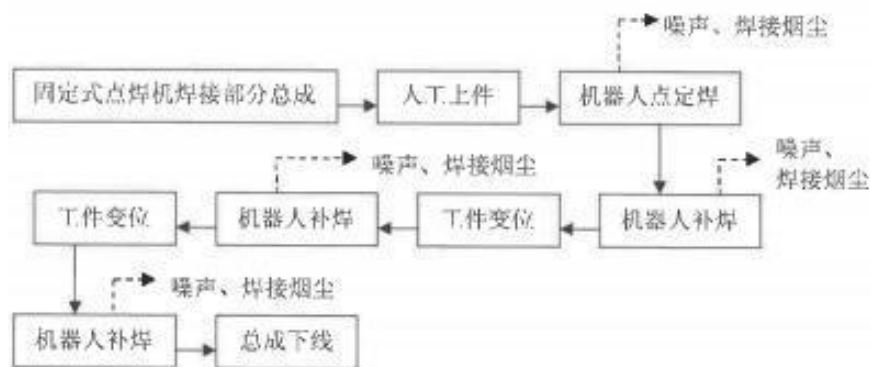 噪声、焊接烟尘
固定式点焊机焊接部分总成
人工上件
机器人点定焊
噪声、
焊接烟尘
噪声、焊接烟尘
工件变位
机器人补焊
工件变位
机器人补焊
噪声、焊接烟尘
机器人补焊
总成下线